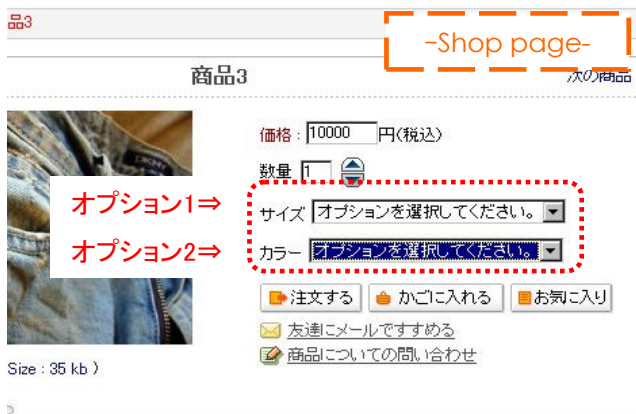 品3
-Shop page-
商品3
次の商品
価格 : 10000 円(税込)
数量 1
オプション1⇒
サイズ オプションを選択してください。
オプション2⇒
カラー オプションを選択してください。
注文する かごに入れる お気に入り
友達にメールですすめる
商品についての問い合わせ
Size : 35 kb )